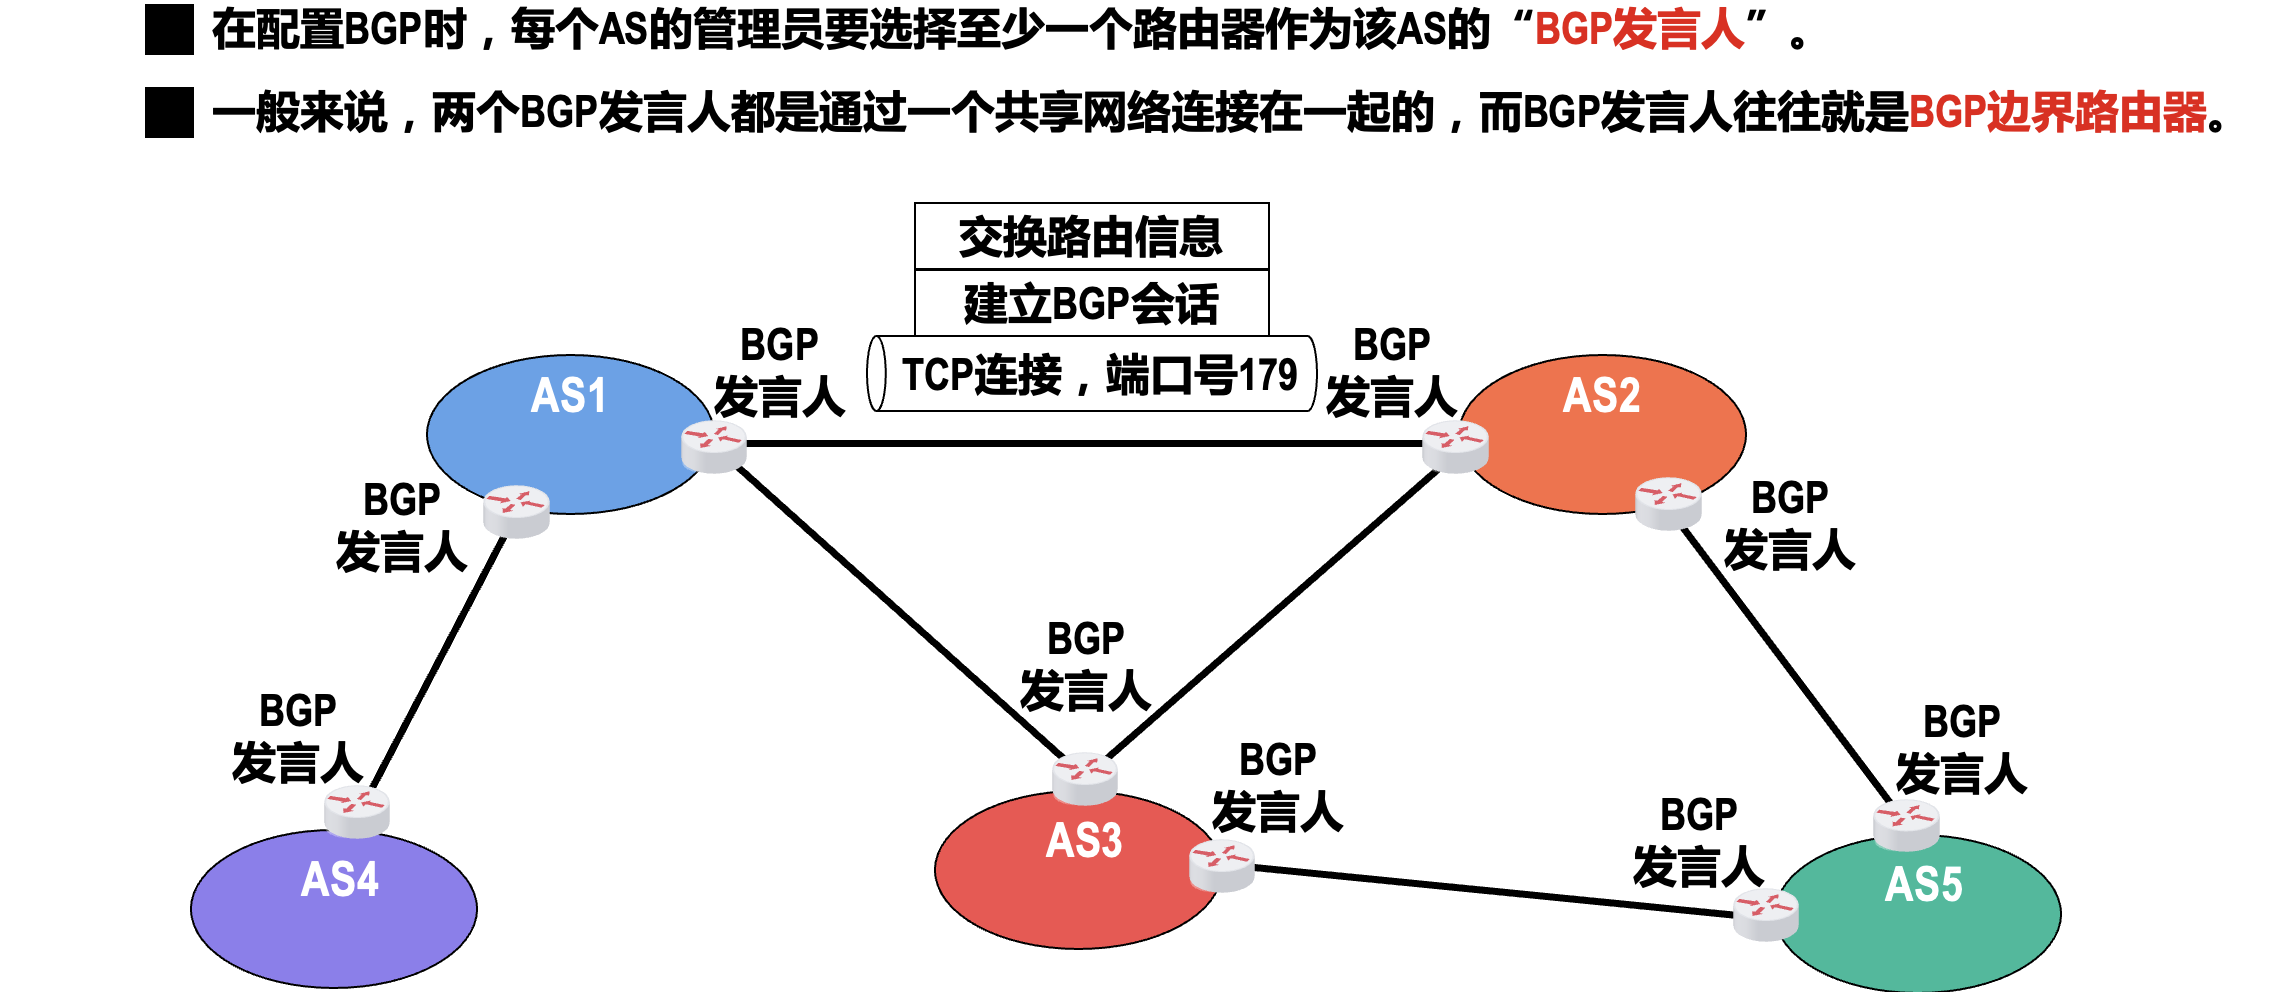 在配置BGP时，每个AS的管理员要选择至少一个路由器作为该AS的“BGP发言人”。
一般来说，两个BGP发言人都是通过一个共享网络连接在一起的，而BGP发言人往往就是BGP边界路由器。
交换路由信息
建立BGP会话
TCP连接，端口号179
BGP
发言人
BGP
发言人
AS1
AS2
BGP
发言人
BGP
发言人
BGP
发言人
BGP
发言人
BGP
发言人
BGP
发言人
BGP
发言人
AS3
AS4
AS5